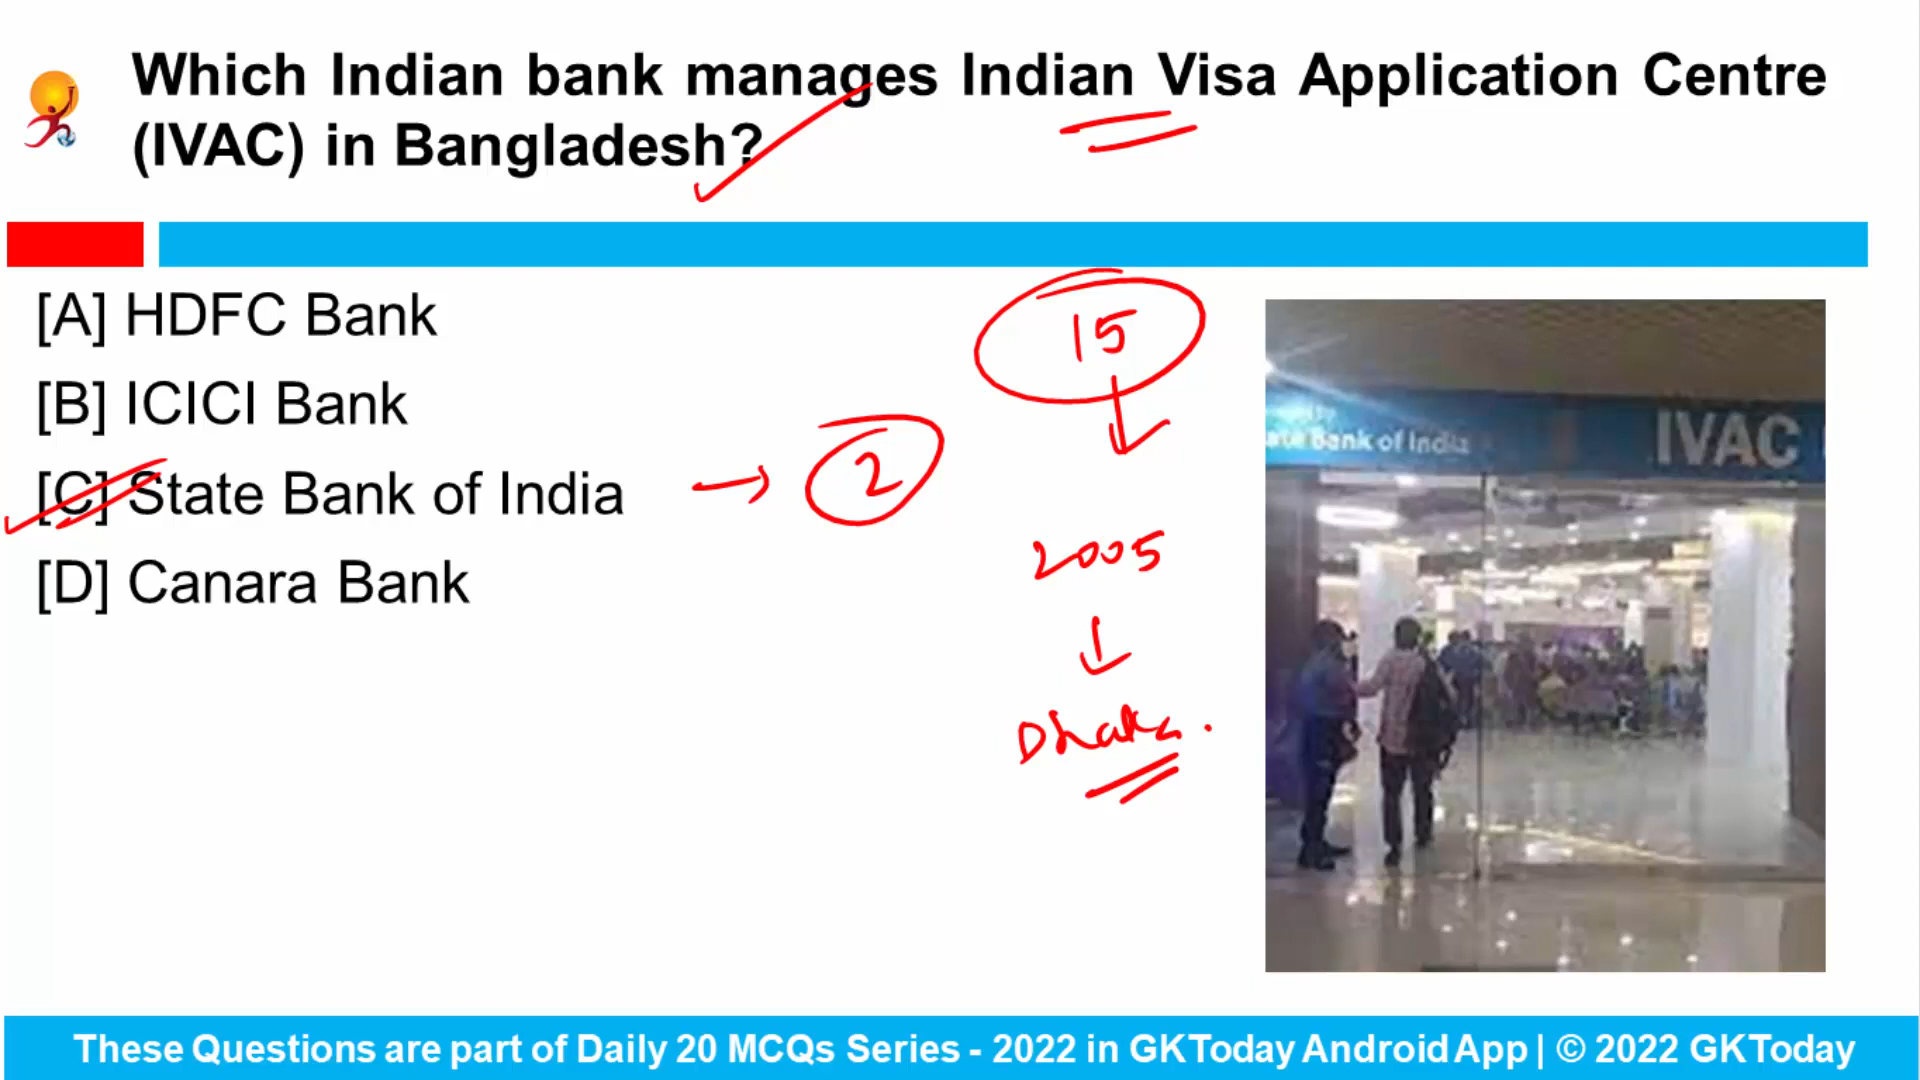 Which Indian bank manages Indian Visa Application Centre
(IVAC) in Bangladesh?
[A] HDFC Bank
[B] ICICI Bank
[C] State Bank of India
[D] Canara Bank
2
15
2005
Dhaka.
State Bank of India
IVAC
These Questions are part of Daily 20 MCQs Series - 2022 in GKToday Android App | © 2022 GKToday